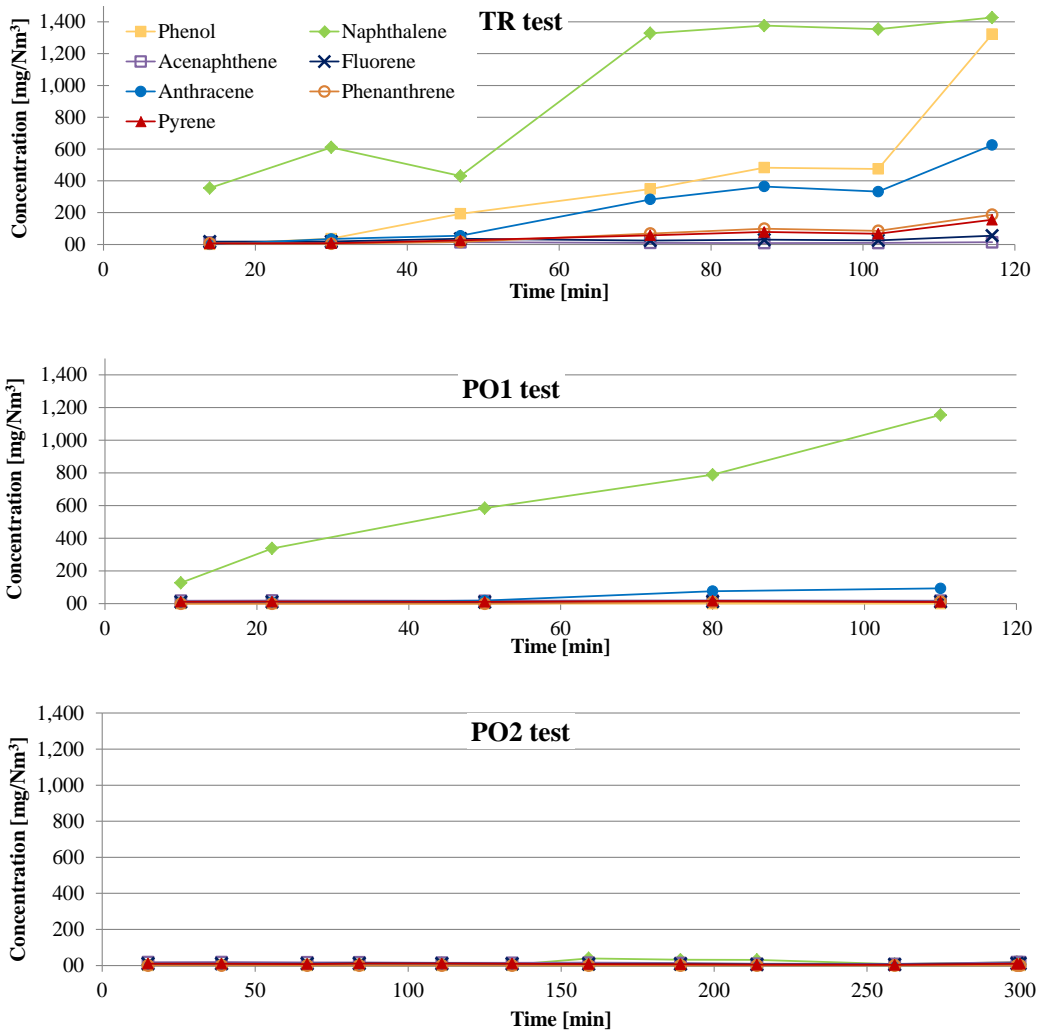 TR test
Concentration [mg/Nm³]
1,400
1,200
1,000
800
600
400
200
00
Phenol Naphthalene
Acenaphthene Fluorene
Anthracene Phenanthrene
Pyrene
0 20 40 60 80 100 120
Time [min]
PO1 test
Concentration [mg/Nm³]
1,400
1,200
1,000
800
600
400
200
00
0 20 40 60 80 100 120
Time [min]
PO2 test
Concentration [mg/Nm³]
1,400
1,200
1,000
800
600
400
200
00
0 50 100 150 200 250 300
Time [min]